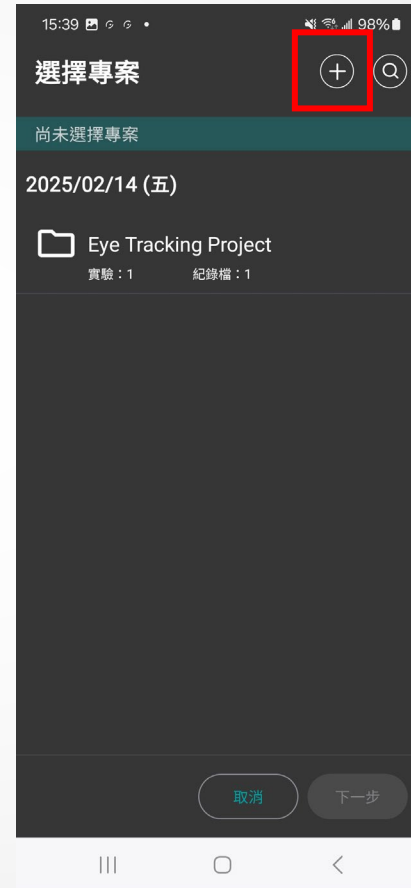 15:39 98%
選擇專案
尚未選擇專案
2025/02/14 (五)
Eye Tracking Project
實驗：1 紀錄檔：1
取消 下一步